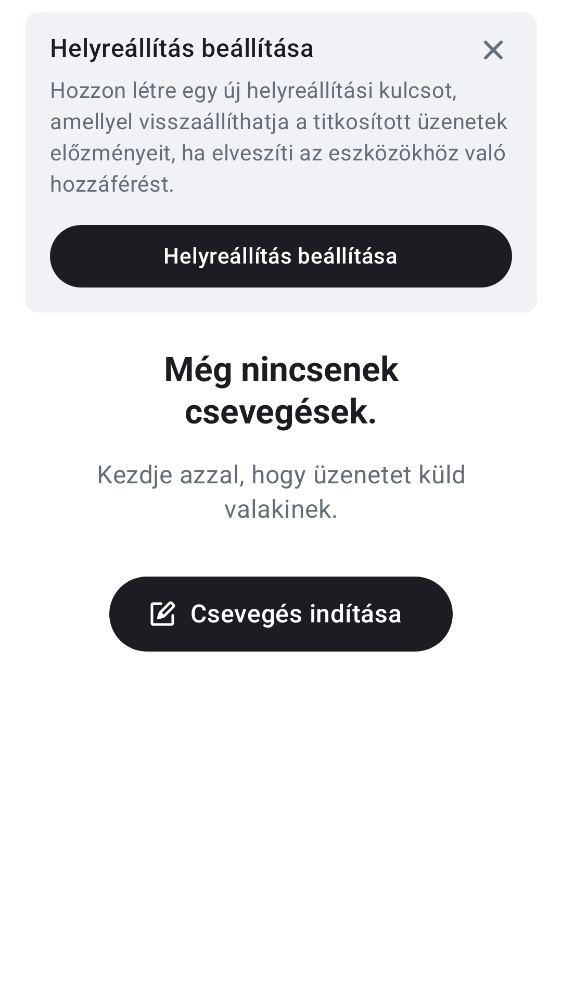 Helyreállítás beállítása
Hozzon létre egy új helyreállítási kulcsot,
amellyel visszaállíthatja a titkosított üzenetek
előzményeit, ha elveszíti az eszközökhöz való
hozzáférést.
Helyreállítás beállítása
Még nincsenek
csevegések.
Kezdje azzal, hogy üzenetet küld
valakinek.
Csevegés indítása